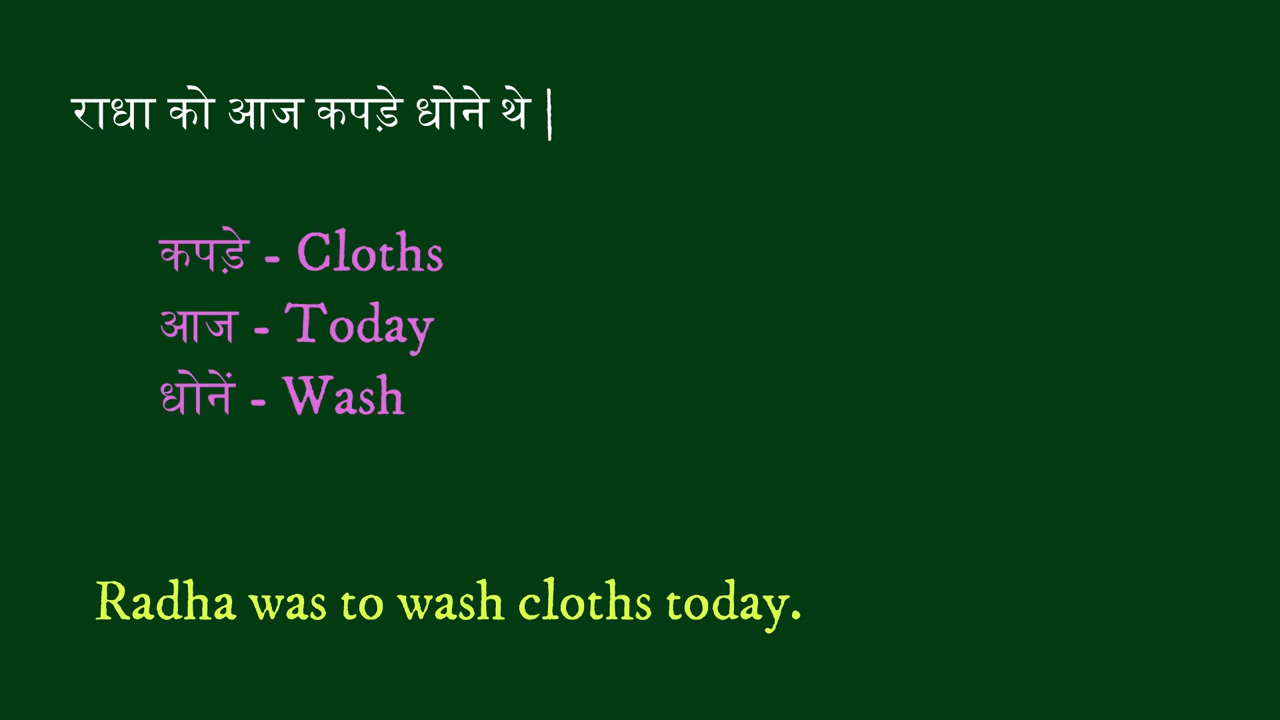 राधा को आज कपड़े धोने थे |
कपड़े - Cloths
आज - Today
धोनें - Wash
Radha was to wash cloths today.